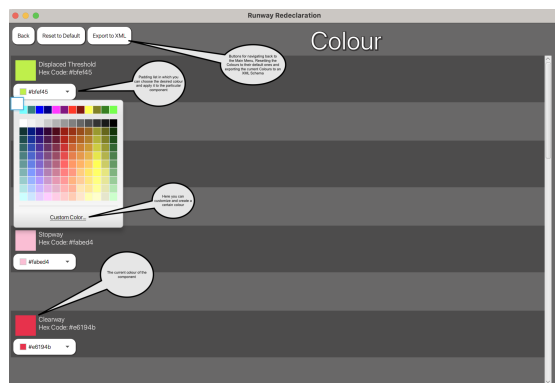 Runway Redeclaration
Back
Reset to Default
Export to XML
Colour
Buttons for navigating back to
the Main Menu, Resetting the
Colours to their default ones and
exporting the current Colours to an
XML Schema
Displaced Threshold
Hex Code: #bfef45
#bfef45
Padding list in which you
can choose the desired colour
and apply it to the particular
component
Custom Color...
Here you can
customize and create a
certain colour
Stopway
Hex Code: #fabed4
#fabed4
The current colour of the
component
Clearway
Hex Code: #e6194b
#e6194b